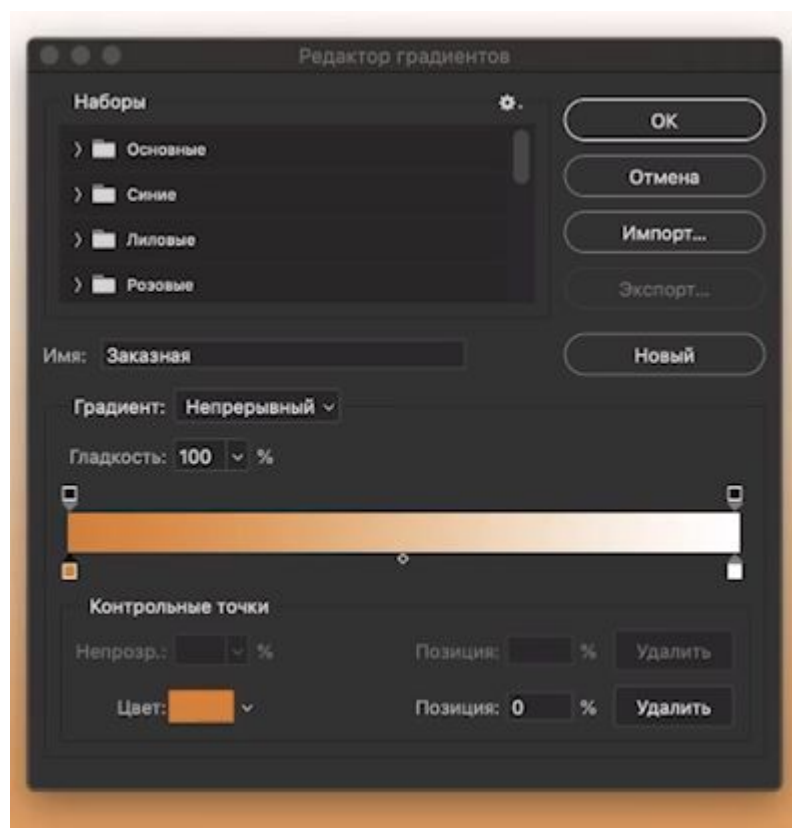 Редактор градиентов
Наборы
ОК
Основные
Отмена
Синие
Импорт...
Лиловые
Розовые
Экспорт...
Имя: Заказная
Новый
Градиент: Непрерывный
Гладкость: 100 %
Контрольные точки
Непрозр.: % Позиция: % Удалить
Цвет: Позиция: 0 % Удалить